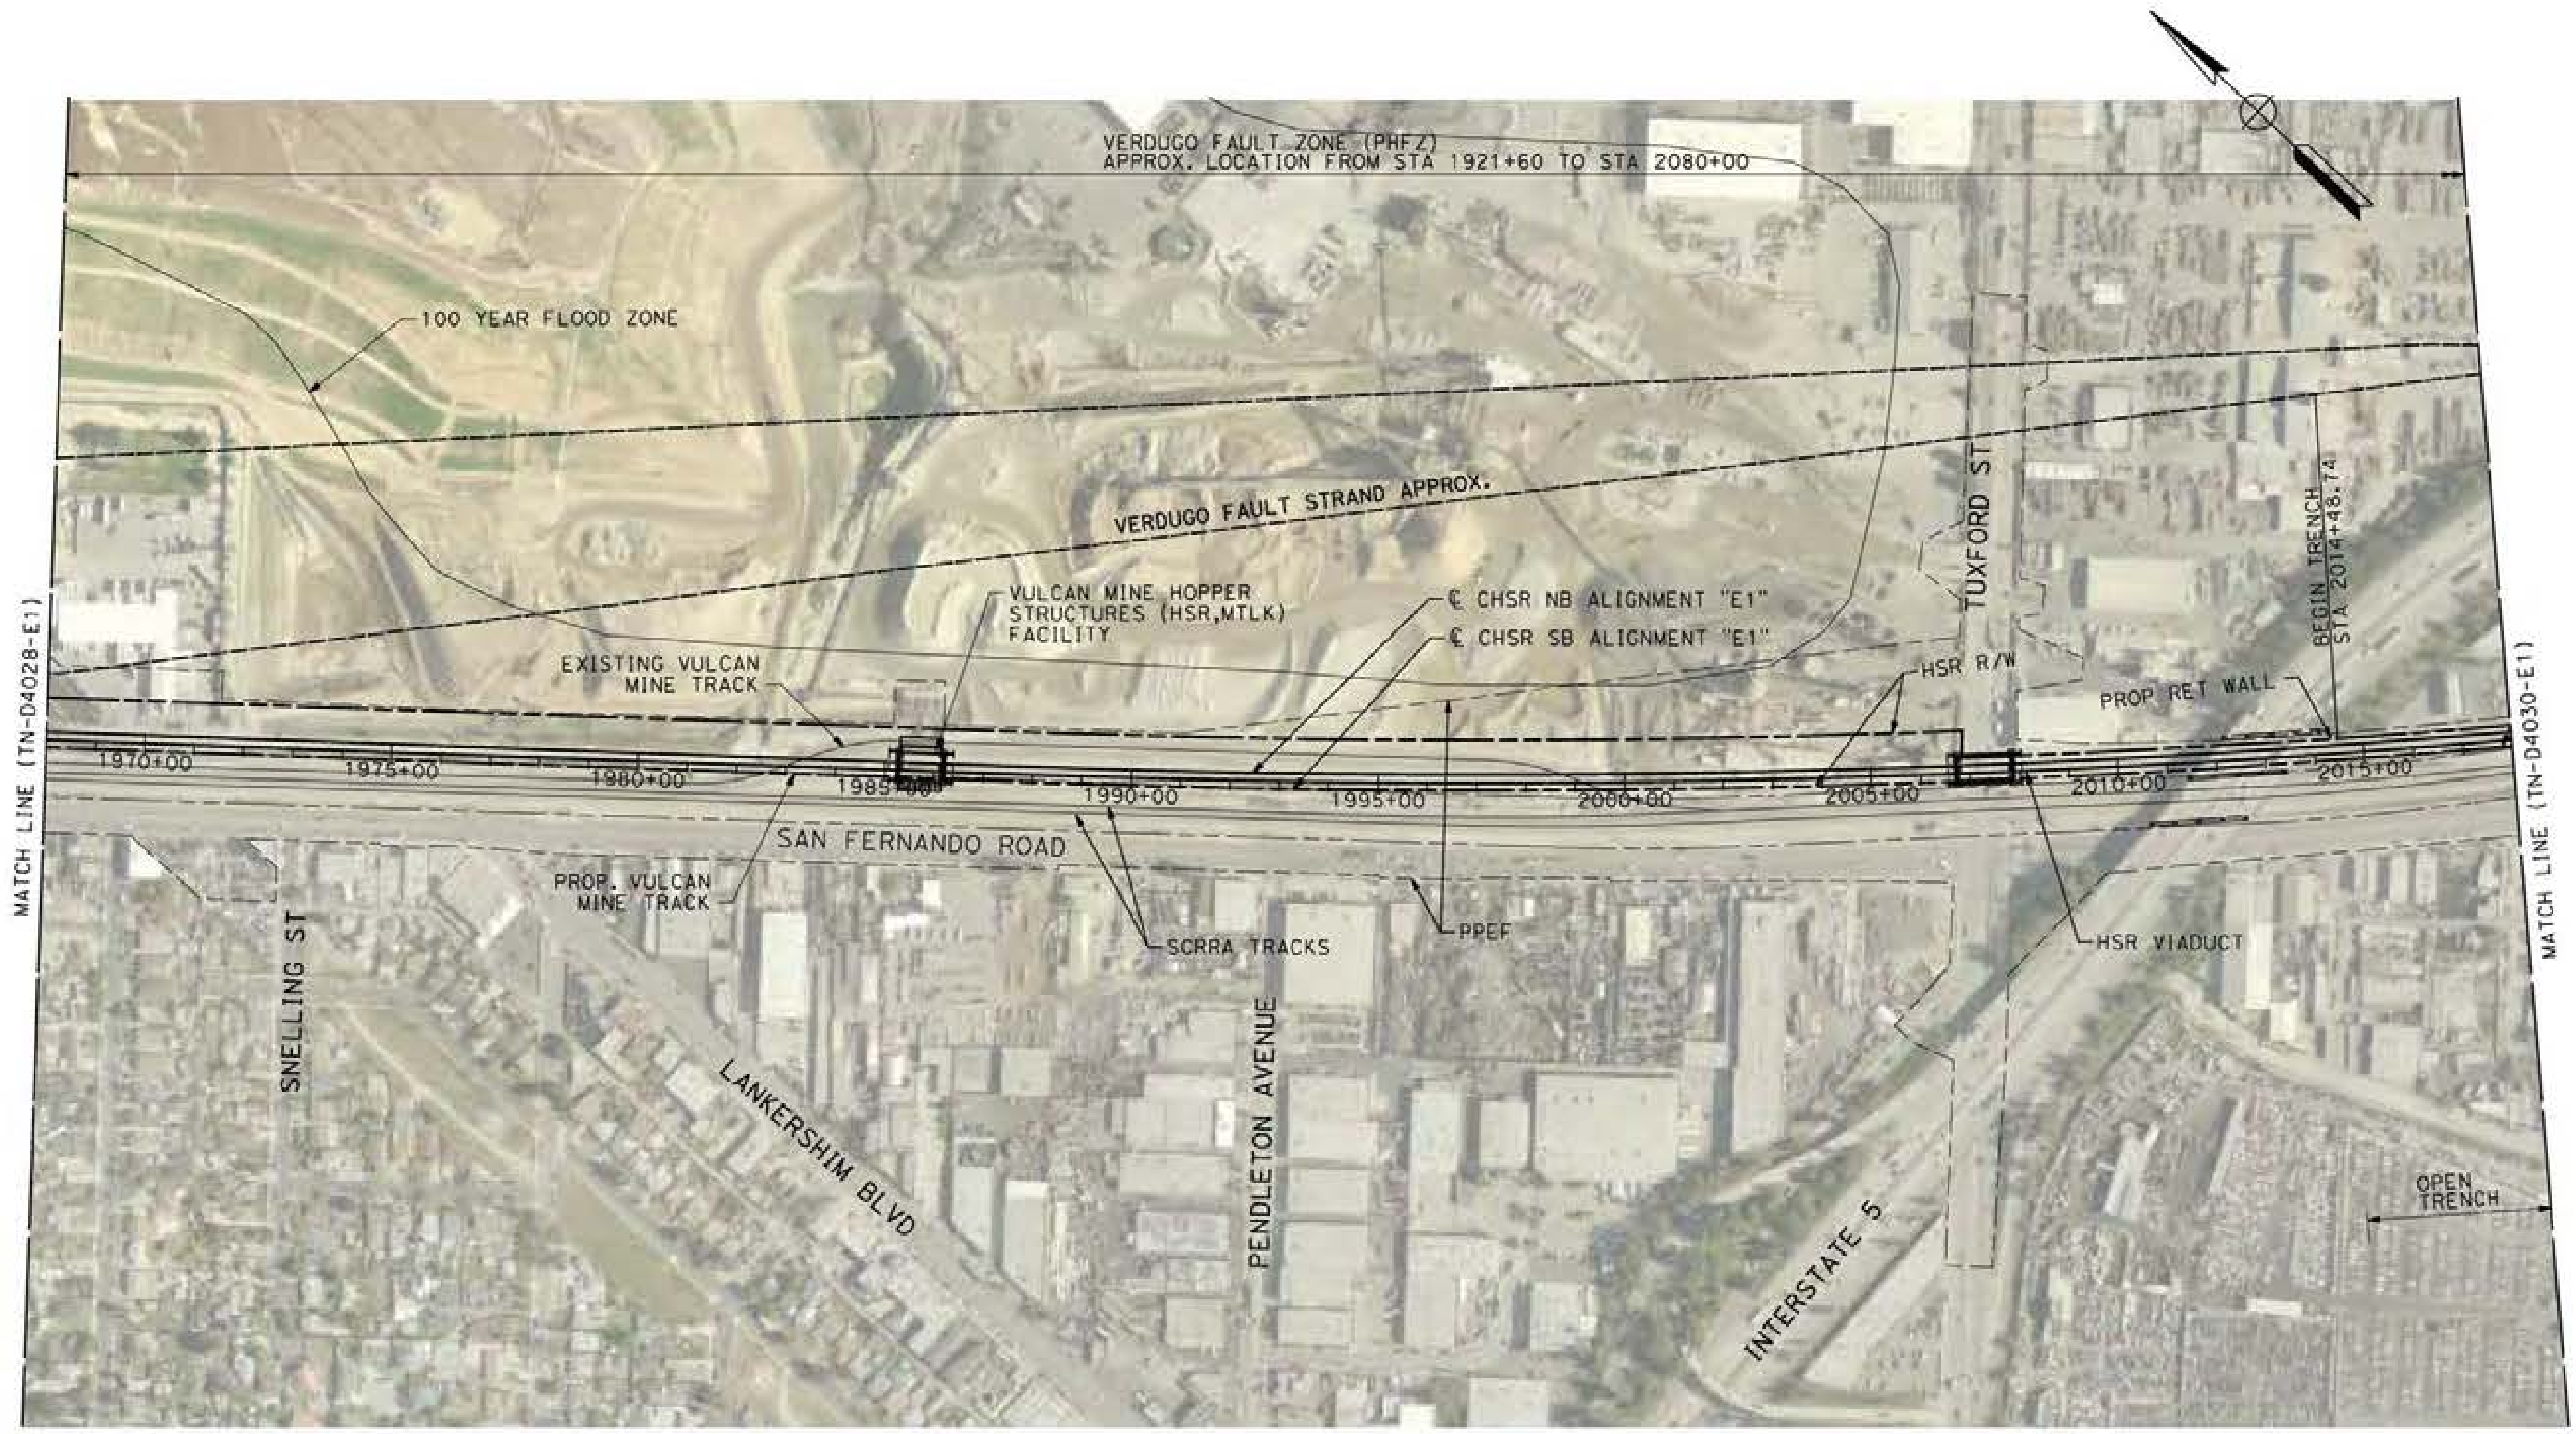 VERDUGO FAULT ZONE (PHFZ)
APPROX. LOCATION FROM STA 1921+60 TO STA 2080+00
100 YEAR FLOOD ZONE
VERDUGO FAULT STRAND APPROX.
TUXFORD ST
BEGIN TRENCH
STA 2014+48.74
VULCAN MINE HOPPER
STRUCTURES (HSR,MTLK)
FACILITY
℄ CHSR NB ALIGNMENT "E1"
℄ CHSR SB ALIGNMENT "E1"
EXISTING VULCAN
MINE TRACK
HSR R/W
PROP RET WALL
MATCH LINE (TN-D4028-E1)
MATCH LINE (TN-D4030-E1)
1970+00
1975+00
1980+00
1985+00
1990+00
1995+00
2000+00
2005+00
2010+00
2015+00
SAN FERNANDO ROAD
PROP. VULCAN
MINE TRACK
SCRRA TRACKS
PPEF
HSR VIADUCT
SNELLING ST
LANKERSHIM BLVD
PENDLETON AVENUE
INTERSTATE 5
OPEN
TRENCH